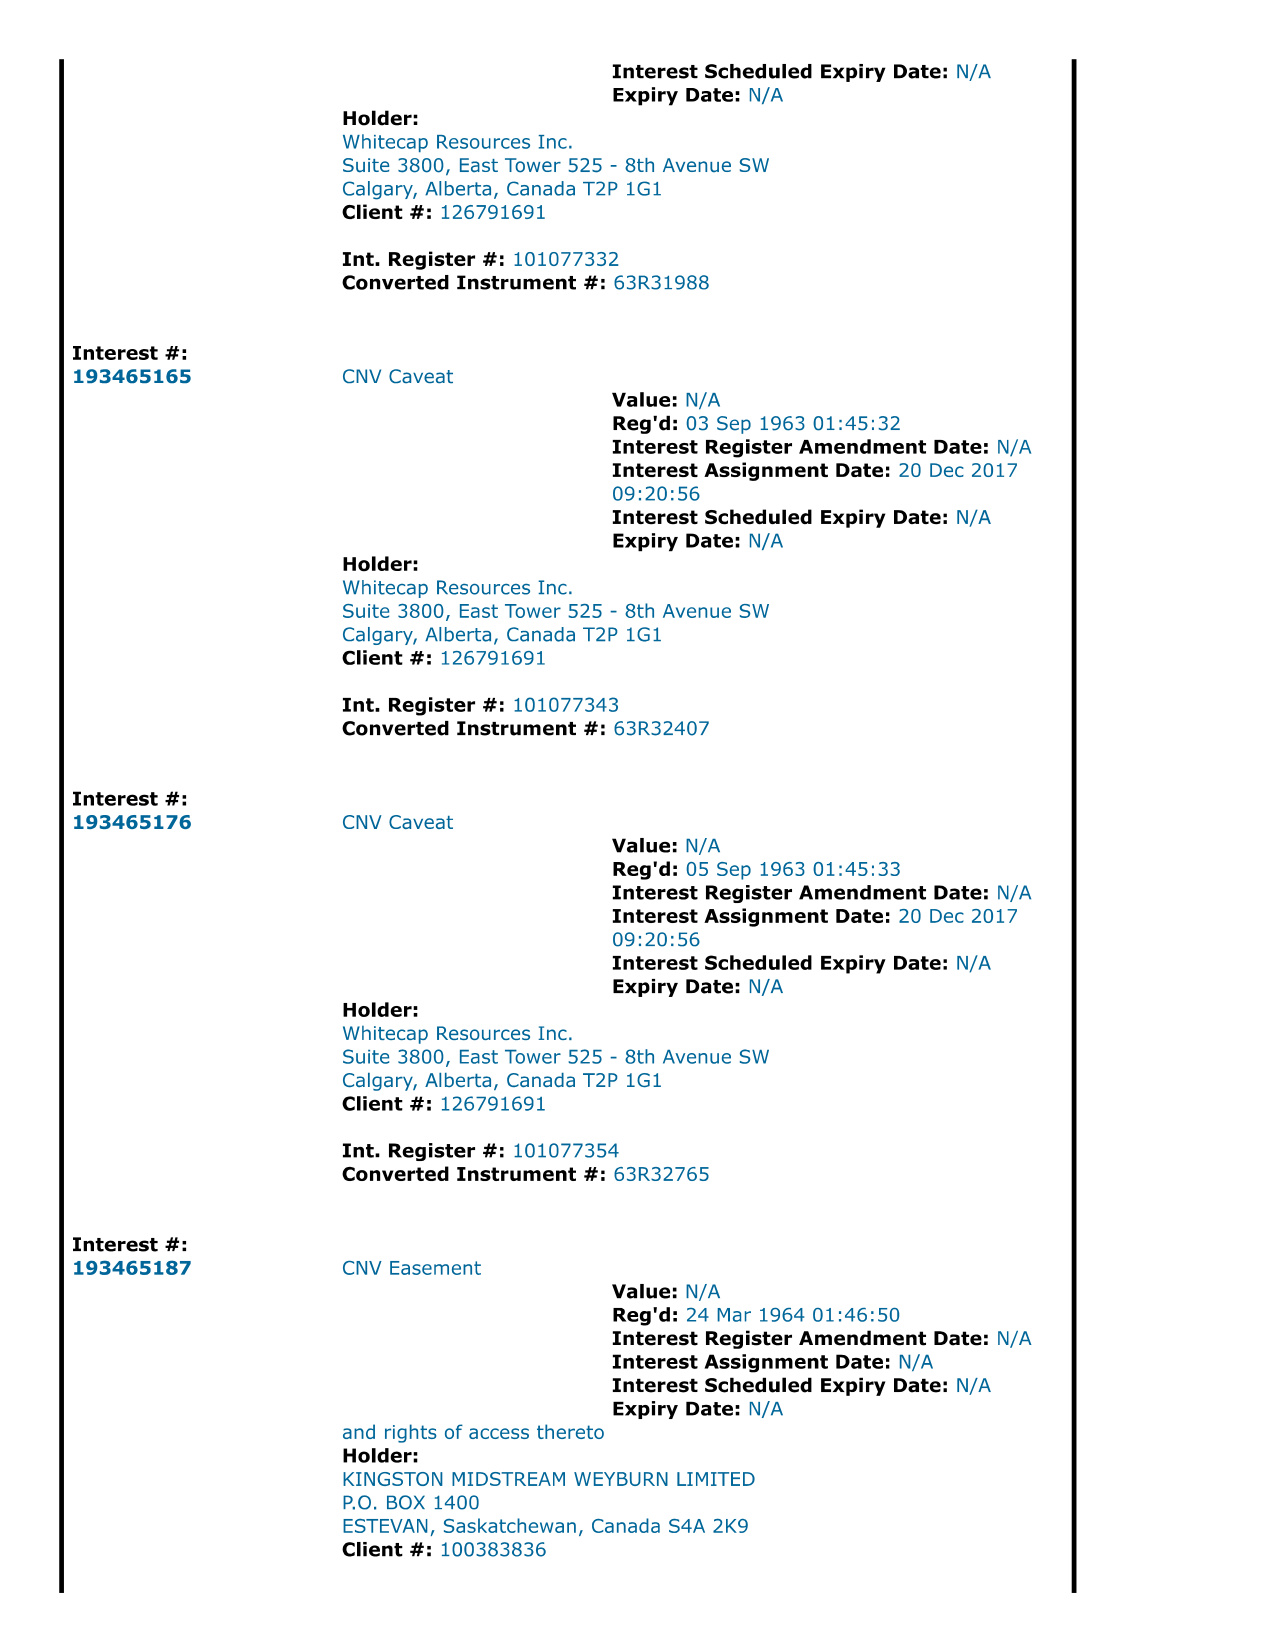 Interest Scheduled Expiry Date: N/A
Expiry Date: N/A
Holder:
Whitecap Resources Inc.
Suite 3800, East Tower 525 - 8th Avenue SW
Calgary, Alberta, Canada T2P 1G1
Client #: 126791691
Int. Register #: 101077332
Converted Instrument #: 63R31988
Interest #:
193465165 CNV Caveat
Value: N/A
Reg'd: 03 Sep 1963 01:45:32
Interest Register Amendment Date: N/A
Interest Assignment Date: 20 Dec 2017
09:20:56
Interest Scheduled Expiry Date: N/A
Expiry Date: N/A
Holder:
Whitecap Resources Inc.
Suite 3800, East Tower 525 - 8th Avenue SW
Calgary, Alberta, Canada T2P 1G1
Client #: 126791691
Int. Register #: 101077343
Converted Instrument #: 63R32407
Interest #:
193465176 CNV Caveat
Value: N/A
Reg'd: 05 Sep 1963 01:45:33
Interest Register Amendment Date: N/A
Interest Assignment Date: 20 Dec 2017
09:20:56
Interest Scheduled Expiry Date: N/A
Expiry Date: N/A
Holder:
Whitecap Resources Inc.
Suite 3800, East Tower 525 - 8th Avenue SW
Calgary, Alberta, Canada T2P 1G1
Client #: 126791691
Int. Register #: 101077354
Converted Instrument #: 63R32765
Interest #:
193465187 CNV Easement
Value: N/A
Reg'd: 24 Mar 1964 01:46:50
Interest Register Amendment Date: N/A
Interest Assignment Date: N/A
Interest Scheduled Expiry Date: N/A
Expiry Date: N/A
and rights of access thereto
Holder:
KINGSTON MIDSTREAM WEYBURN LIMITED
P.O. BOX 1400
ESTEVAN, Saskatchewan, Canada S4A 2K9
Client #: 100383836